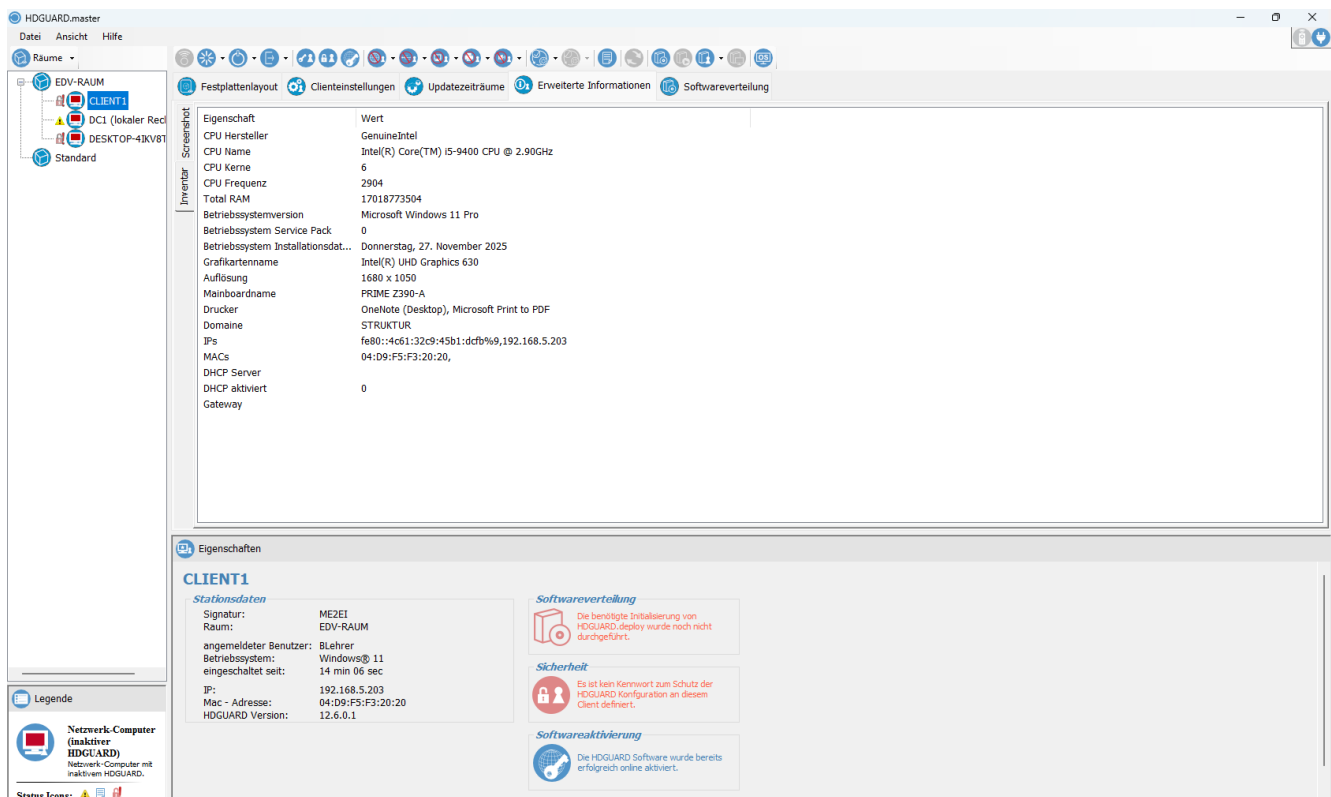 HDGUARD.master
Datei Ansicht Hilfe
Räume
EDV-RAUM
CLIENT1
DC1 (lokaler Recl
DESKTOP-4IKV8T
Standard
Festplattenlayout Clienteinstellungen Updatezeiträume Erweiterte Informationen Softwareverteilung
Screenshot
Inventar
Eigenschaft Wert
CPU Hersteller GenuineIntel
CPU Name Intel(R) Core(TM) i5-9400 CPU @ 2.90GHz
CPU Kerne 6
CPU Frequenz 2904
Total RAM 17018773504
Betriebssystemversion Microsoft Windows 11 Pro
Betriebssystem Service Pack 0
Betriebssystem Installationsdat... Donnerstag, 27. November 2025
Grafikkartenname Intel(R) UHD Graphics 630
Auflösung 1680 x 1050
Mainboardname PRIME Z390-A
Drucker OneNote (Desktop), Microsoft Print to PDF
Domaine STRUKTUR
IPs fe80::4c61:32c9:45b1:dcfb%9,192.168.5.203
MACs 04:D9:F5:F3:20:20,
DHCP Server
DHCP aktiviert 0
Gateway
Eigenschaften
CLIENT1
Stationsdaten
Signatur: ME2EI
Raum: EDV-RAUM
angemeldeter Benutzer: BLehrer
Betriebssystem: Windows® 11
eingeschaltet seit: 14 min 06 sec
IP: 192.168.5.203
Mac - Adresse: 04:D9:F5:F3:20:20
HDGUARD Version: 12.6.0.1
Softwareverteilung
Die benötigte Initialisierung von
HDGUARD.deploy wurde noch nicht
durchgeführt.
Sicherheit
Es ist kein Kennwort zum Schutz der
HDGUARD Konfguration an diesem
Client definiert.
Softwareaktivierung
Die HDGUARD Software wurde bereits
erfolgreich online aktiviert.
Legende
Netzwerk-Computer
(inaktiver
HDGUARD)
Netzwerk-Computer mit
inaktivem HDGUARD.
Status Icons: